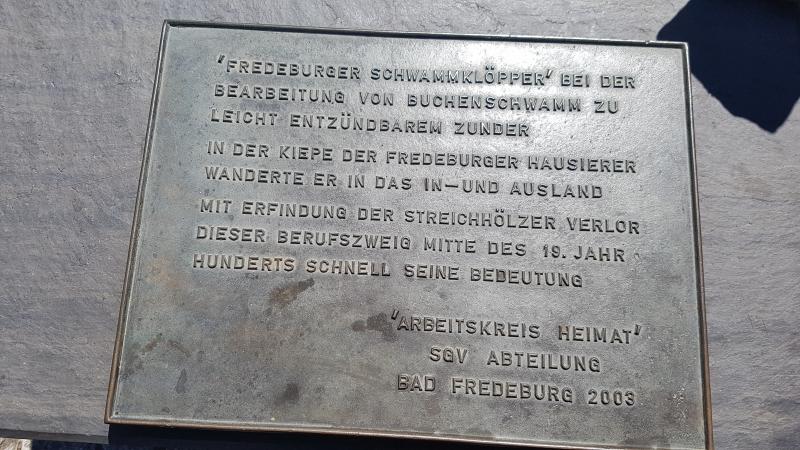 'FREDEBURGER SCHWAMMKLÖPPER' BEI DER
BEARBEITUNG VON BUCHENSCHWAMM ZU
LEICHT ENTZÜNDBAREM ZUNDER
IN DER KIEPE DER FREDEBURGER HAUSIERER
WANDERTE ER IN DAS IN-UND AUSLAND
MIT ERFINDUNG DER STREICHHÖLZER VERLOR
DIESER BERUFSZWEIG MITTE DES 19. JAHR
HUNDERTS SCHNELL SEINE BEDEUTUNG
'ARBEITSKREIS HEIMAT'
SGV ABTEILUNG
BAD FREDEBURG 2003